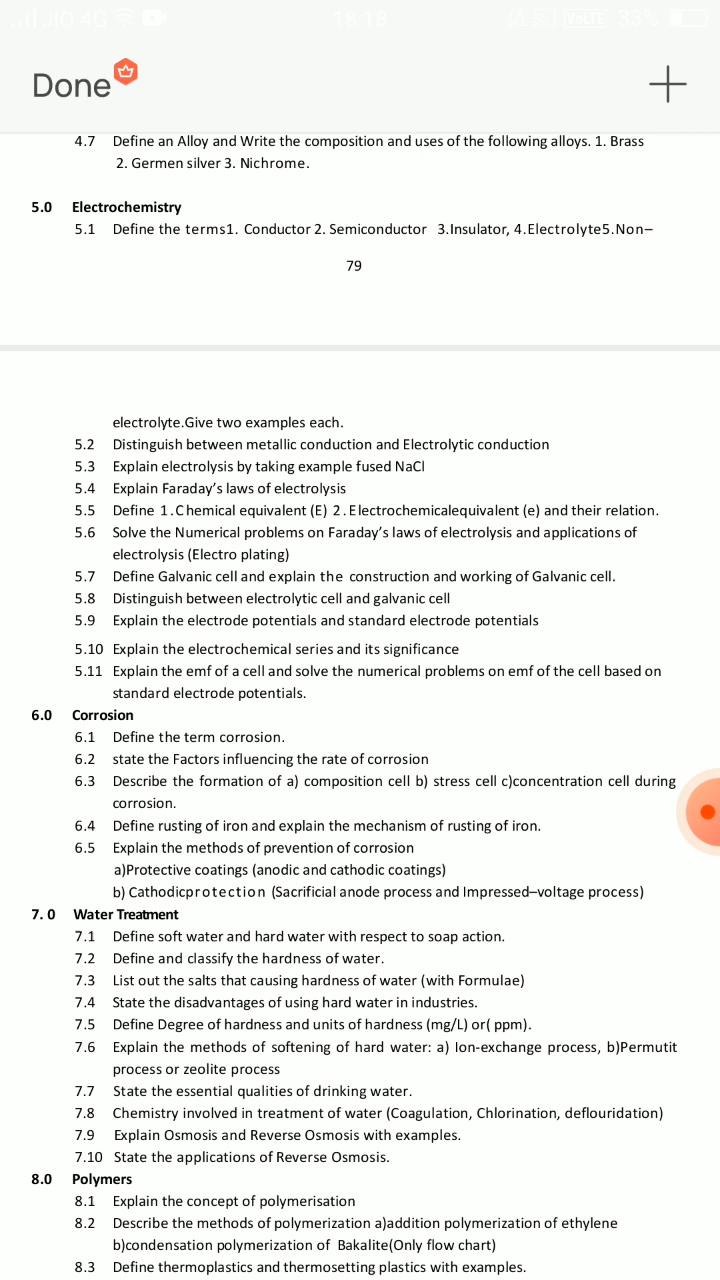 JIO 4G 18:18 VoLTE 33%
Done
4.7 Define an Alloy and Write the composition and uses of the following alloys. 1. Brass
2. Germen silver 3. Nichrome.
5.0 Electrochemistry
5.1 Define the terms1. Conductor 2. Semiconductor 3.Insulator, 4.Electrolyte5.Non–
79
electrolyte.Give two examples each.
5.2 Distinguish between metallic conduction and Electrolytic conduction
5.3 Explain electrolysis by taking example fused NaCl
5.4 Explain Faraday's laws of electrolysis
5.5 Define 1.Chemical equivalent (E) 2.Electrochemicalequivalent (e) and their relation.
5.6 Solve the Numerical problems on Faraday's laws of electrolysis and applications of
electrolysis (Electro plating)
5.7 Define Galvanic cell and explain the construction and working of Galvanic cell.
5.8 Distinguish between electrolytic cell and galvanic cell
5.9 Explain the electrode potentials and standard electrode potentials
5.10 Explain the electrochemical series and its significance
5.11 Explain the emf of a cell and solve the numerical problems on emf of the cell based on
standard electrode potentials.
6.0 Corrosion
6.1 Define the term corrosion.
6.2 state the Factors influencing the rate of corrosion
6.3 Describe the formation of a) composition cell b) stress cell c)concentration cell during
corrosion.
6.4 Define rusting of iron and explain the mechanism of rusting of iron.
6.5 Explain the methods of prevention of corrosion
a)Protective coatings (anodic and cathodic coatings)
b) Cathodicprotection (Sacrificial anode process and Impressed–voltage process)
7. 0 Water Treatment
7.1 Define soft water and hard water with respect to soap action.
7.2 Define and classify the hardness of water.
7.3 List out the salts that causing hardness of water (with Formulae)
7.4 State the disadvantages of using hard water in industries.
7.5 Define Degree of hardness and units of hardness (mg/L) or( ppm).
7.6 Explain the methods of softening of hard water: a) Ion-exchange process, b)Permutit
process or zeolite process
7.7 State the essential qualities of drinking water.
7.8 Chemistry involved in treatment of water (Coagulation, Chlorination, deflouridation)
7.9 Explain Osmosis and Reverse Osmosis with examples.
7.10 State the applications of Reverse Osmosis.
8.0 Polymers
8.1 Explain the concept of polymerisation
8.2 Describe the methods of polymerization a)addition polymerization of ethylene
b)condensation polymerization of Bakalite(Only flow chart)
8.3 Define thermoplastics and thermosetting plastics with examples.